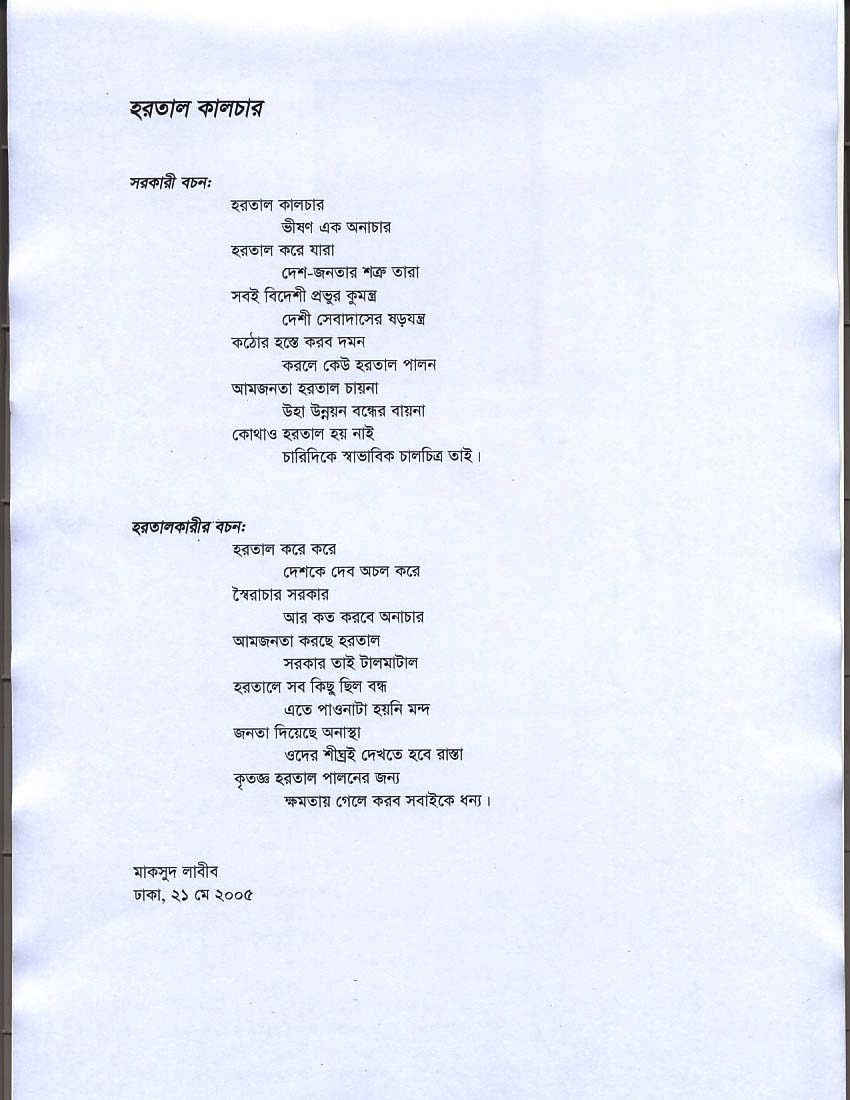 হরতাল কালচার
সরকারী বচন:
হরতাল কালচার
ভীষণ এক অনাচার
হরতাল করে যারা
দেশ-জনতার শত্রু তারা
সবই বিদেশী প্রভুর কুমন্ত্র
দেশী সেবাদাসের ষড়যন্ত্র
কঠোর হস্তে করব দমন
করলে কেউ হরতাল পালন
আমজনতা হরতাল চায়না
উহা উন্নয়ন বন্ধের বায়না
কোথাও হরতাল হয় নাই
চারিদিকে স্বাভাবিক চালচিত্র তাই।
হরতালকারীর বচন:
হরতাল করে করে
দেশকে দেব অচল করে
স্বৈরাচার সরকার
আর কত করবে অনাচার
আমজনতা করছে হরতাল
সরকার তাই টালমাটাল
হরতালে সব কিছু ছিল বন্ধ
এতে পাওনাটা হয়নি মন্দ
জনতা দিয়েছে অনাস্থা
ওদের শীঘ্রই দেখতে হবে রাস্তা
কৃতজ্ঞ হরতাল পালনের জন্য
ক্ষমতায় গেলে করব সবাইকে ধন্য।
মাকসুদ লাবীব
ঢাকা, ২১ মে ২০০৫